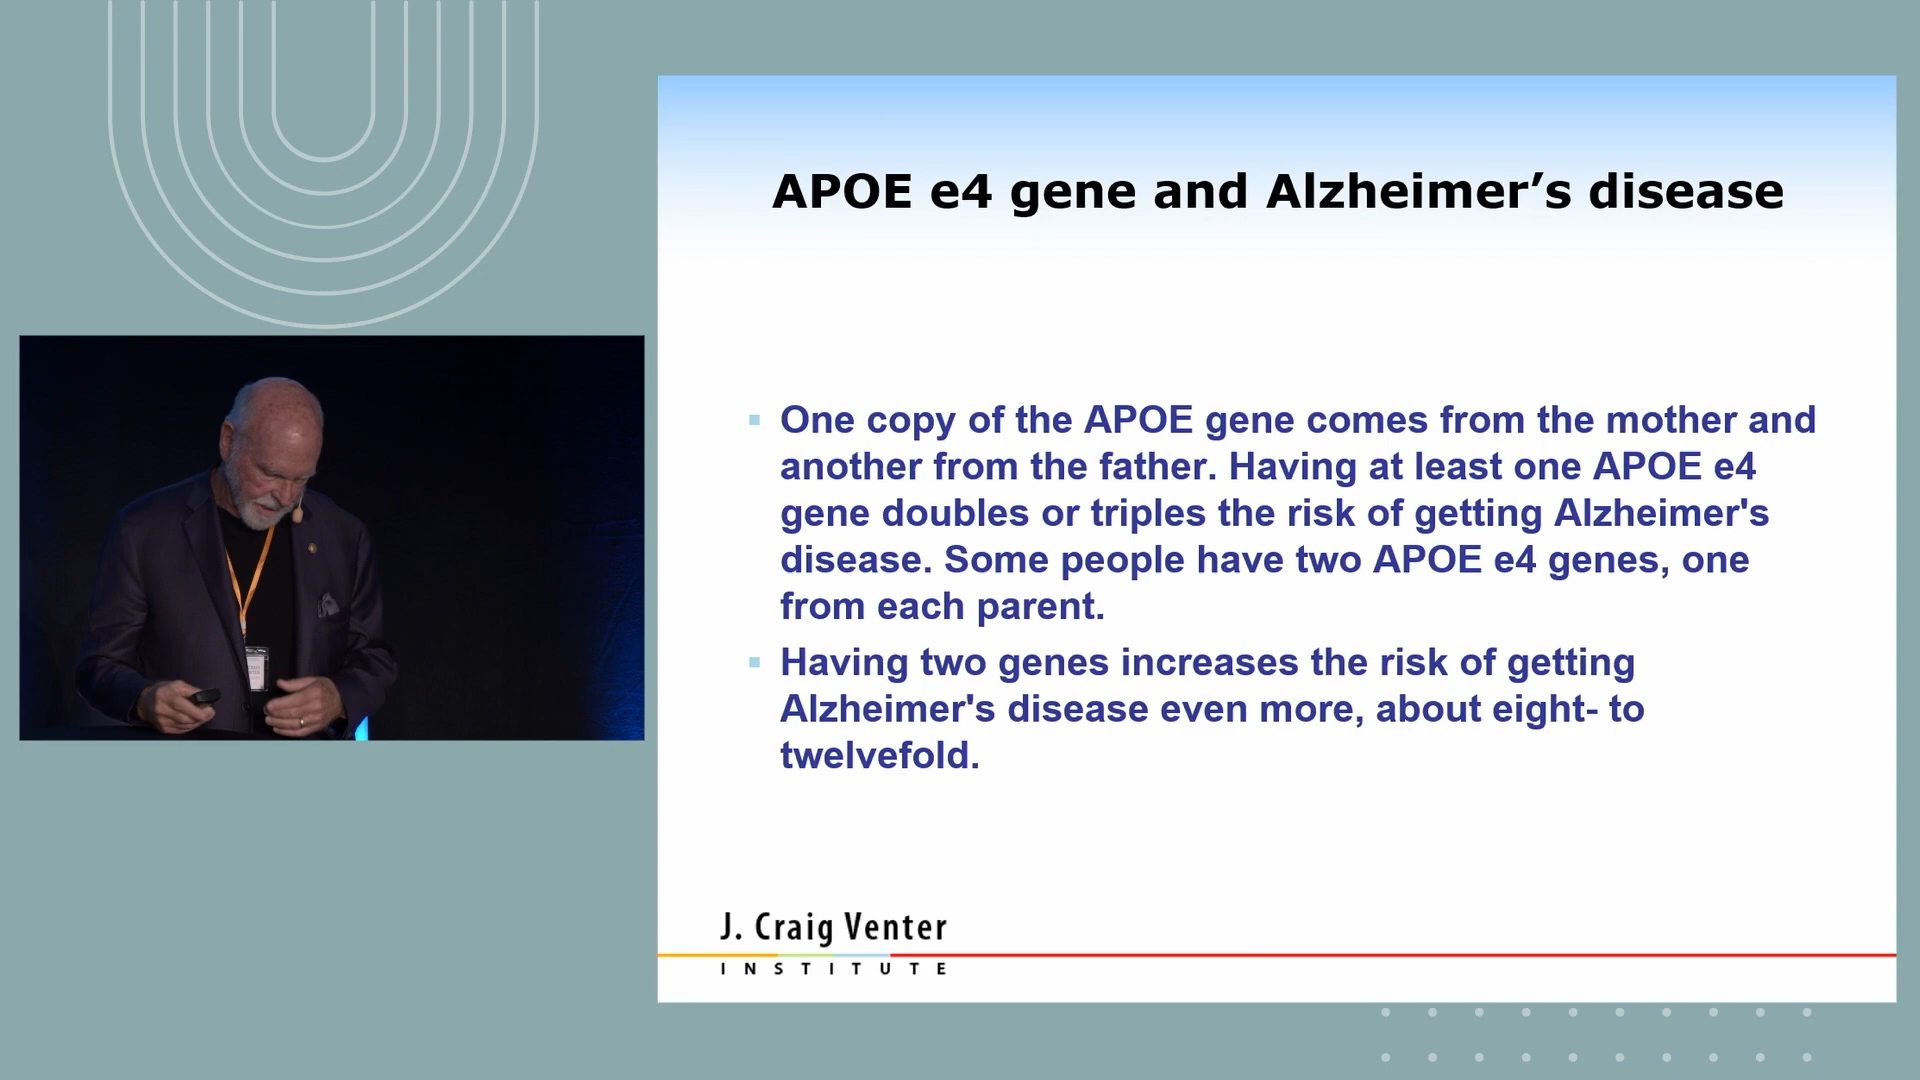 APOE e4 gene and Alzheimer’s disease
One copy of the APOE gene comes from the mother and
another from the father. Having at least one APOE e4
gene doubles or triples the risk of getting Alzheimer's
disease. Some people have two APOE e4 genes, one
from each parent.
Having two genes increases the risk of getting
Alzheimer's disease even more, about eight- to
twelvefold.
J. Craig Venter
INSTITUTE